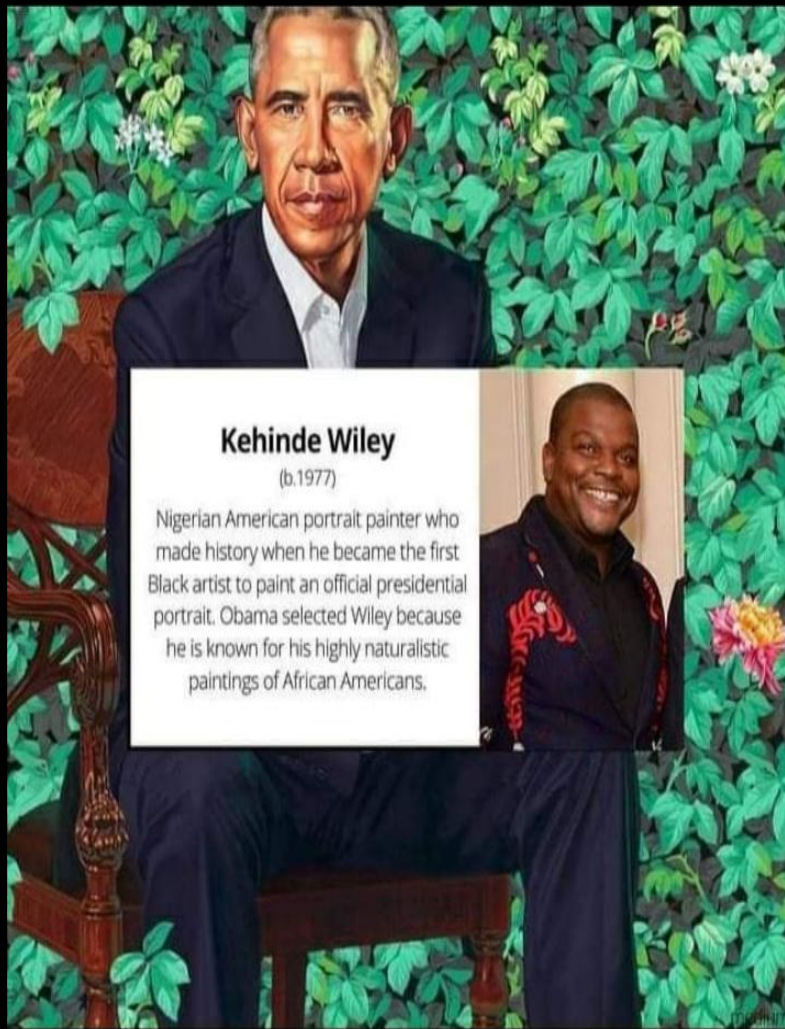 Kehinde Wiley
(b.1977)
Nigerian American portrait painter who
made history when he became the first
Black artist to paint an official presidential
portrait. Obama selected Wiley because
he is known for his highly naturalistic
paintings of African Americans.
medium